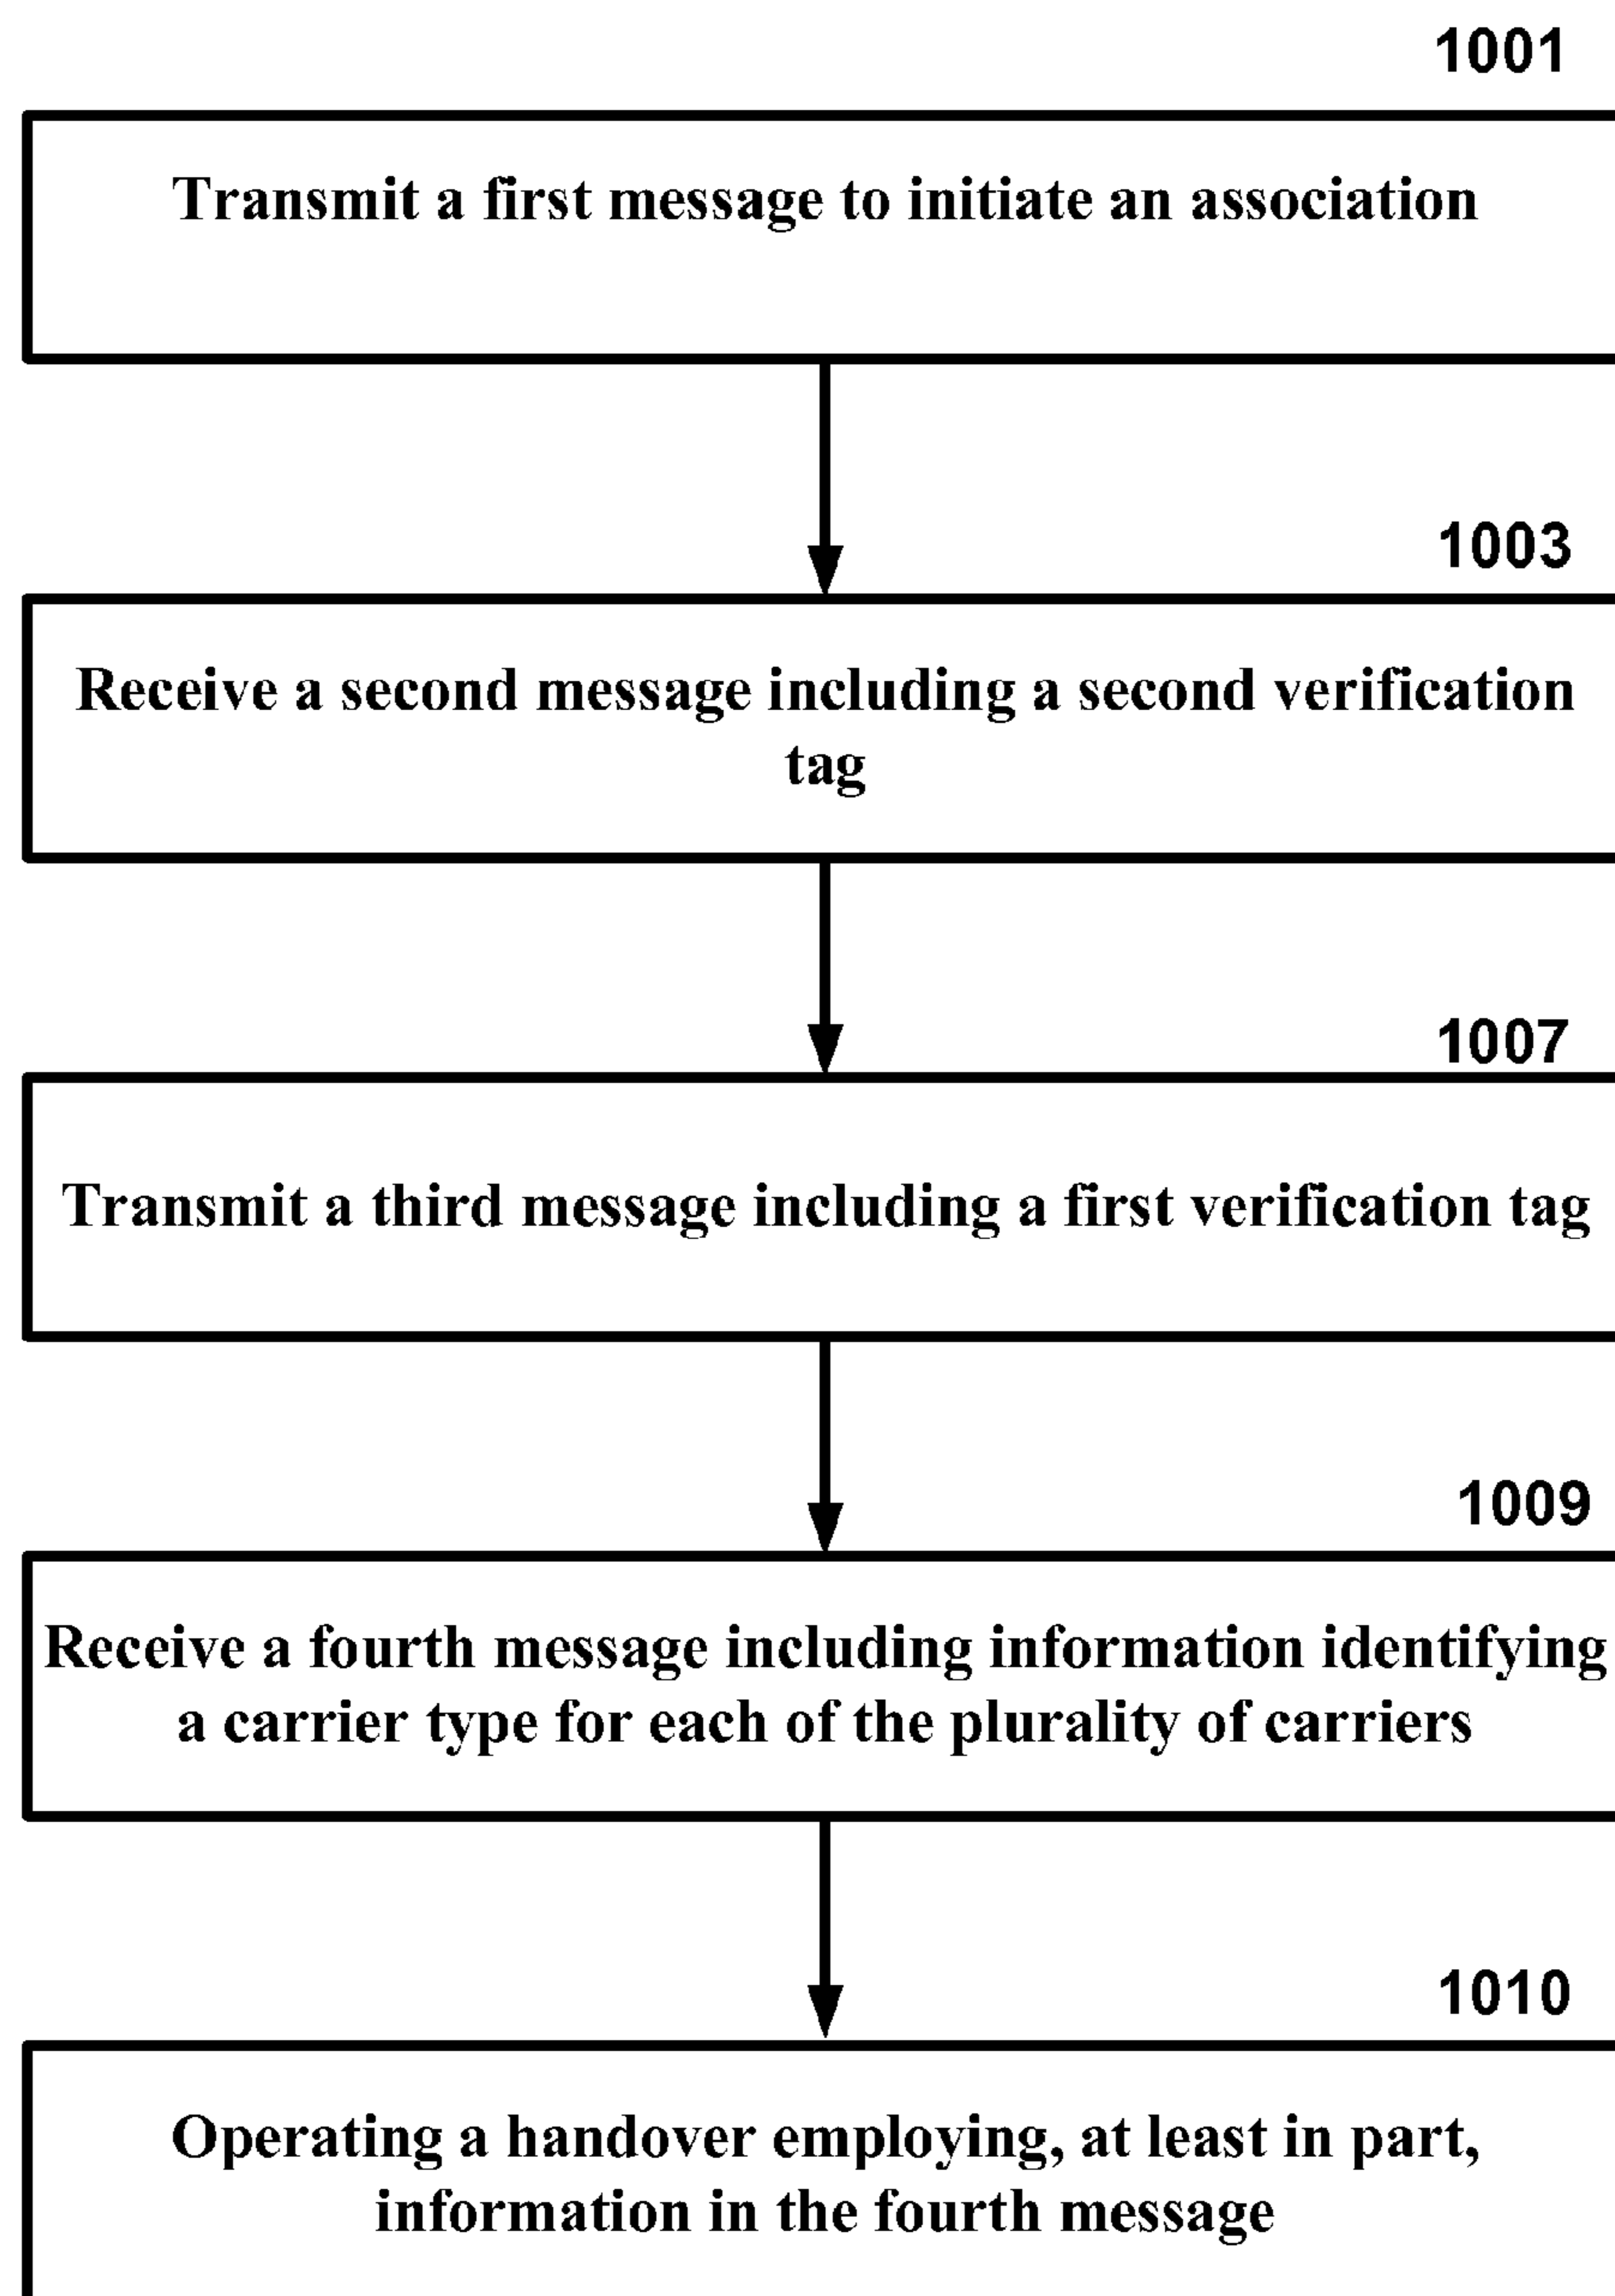 1001
Transmit a first message to initiate an association
1003
Receive a second message including a second verification
tag
1007
Transmit a third message including a first verification tag
1009
Receive a fourth message including information identifying
a carrier type for each of the plurality of carriers
1010
Operating a handover employing, at least in part,
information in the fourth message